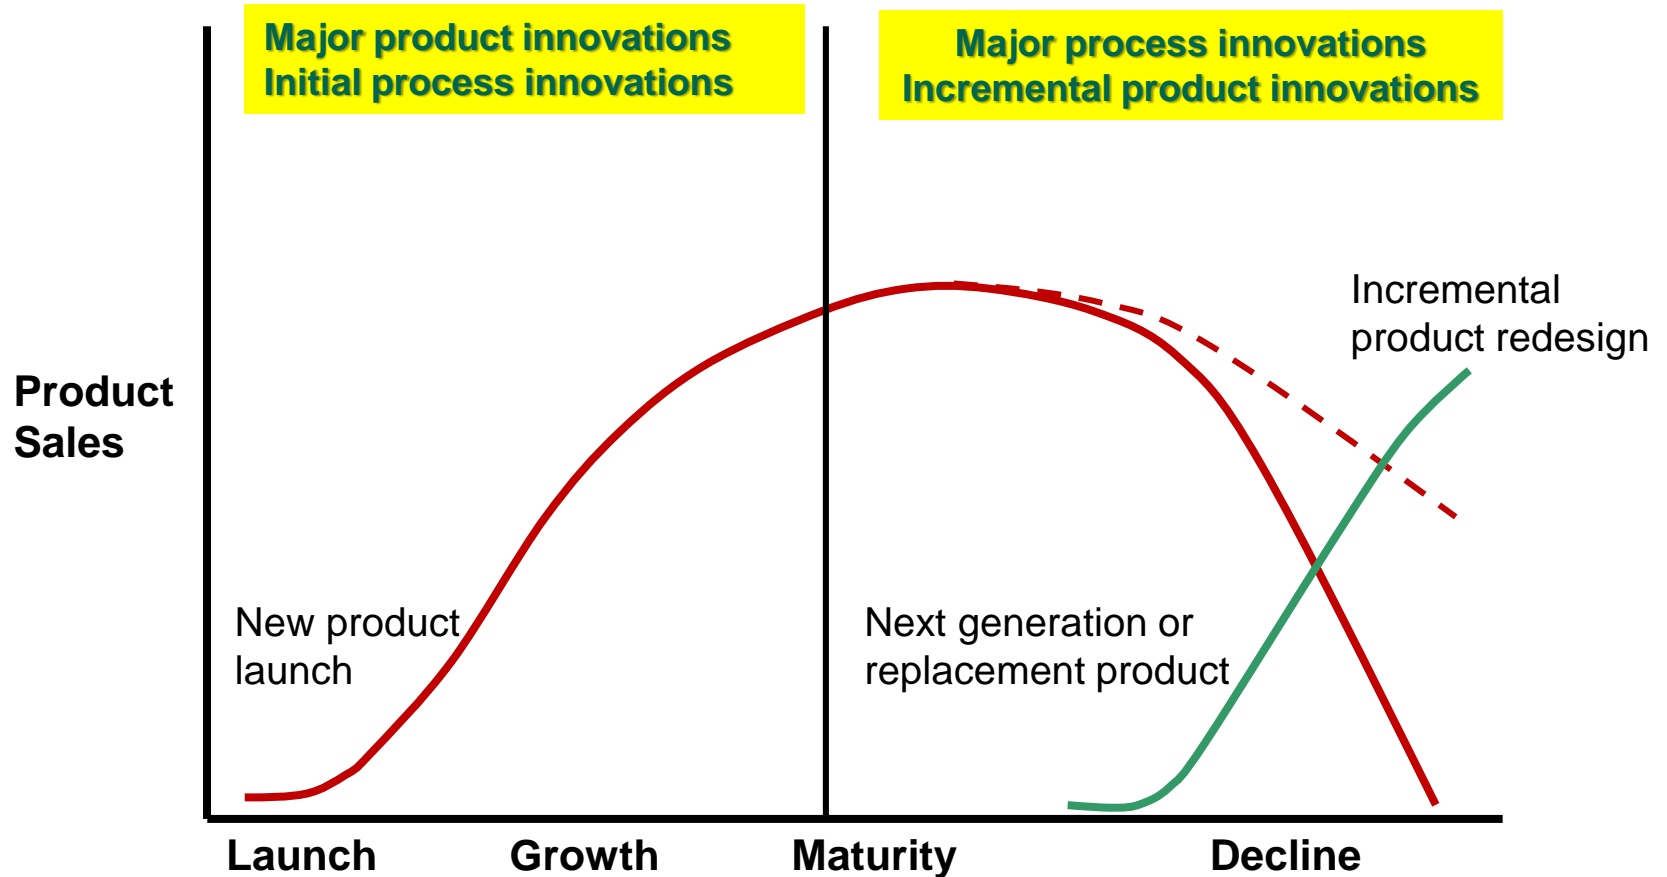 Major product innovations
Initial process innovations
Major process innovations
Incremental product innovations
Incremental
product redesign
Product
Sales
New product
launch
Next generation or
replacement product
Launch
Growth
Maturity
Decline